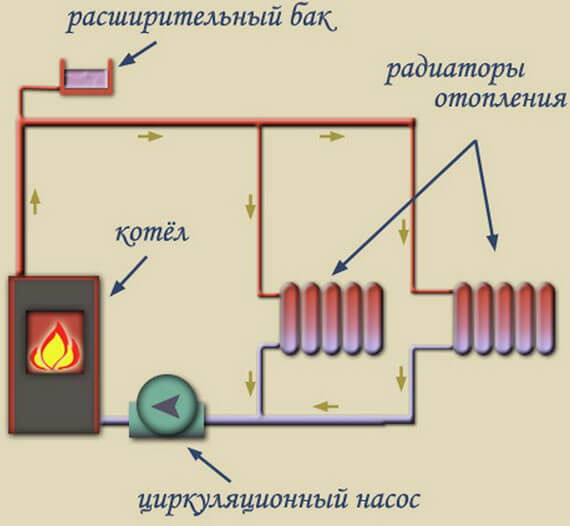 расширительный бак
радиаторы
отопления
котёл
циркуляционный насос